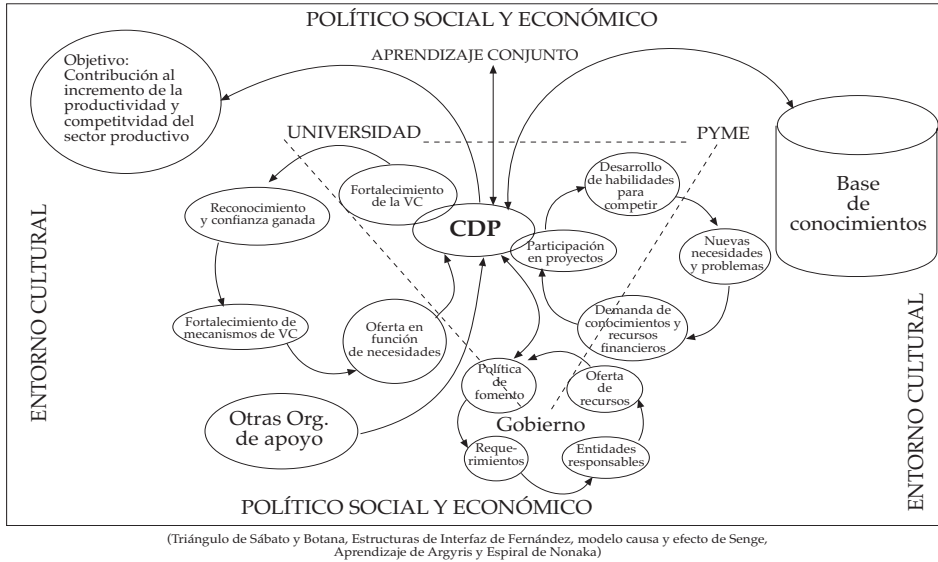 POLÍTICO SOCIAL Y ECONÓMICO
APRENDIZAJE CONJUNTO
Objetivo:
Contribución al
incremento de la
productividad y
competitvidad del
sector productivo
UNIVERSIDAD
PYME
Fortalecimiento
de la VC
Reconocimiento
y confianza ganada
Fortalecimiento de
mecanismos de VC
Oferta en
función
de necesidades
CDP
Participación
en proyectos
Desarrollo
de habilidades
para
competir
Nuevas
necesidades
y problemas
Demanda de
conocimientos y
recursos
financieros
Base
de
conocimientos
ENTORNO CULTURAL
ENTORNO CULTURAL
Política
de
fomento
Oferta
de
recursos
Gobierno
Reque-
rimientos
Entidades
responsables
Otras Org.
de apoyo
POLÍTICO SOCIAL Y ECONÓMICO
(Triángulo de Sábato y Botana, Estructuras de Interfaz de Fernández, modelo causa y efecto de Senge,
Aprendizaje de Argyris y Espiral de Nonaka)